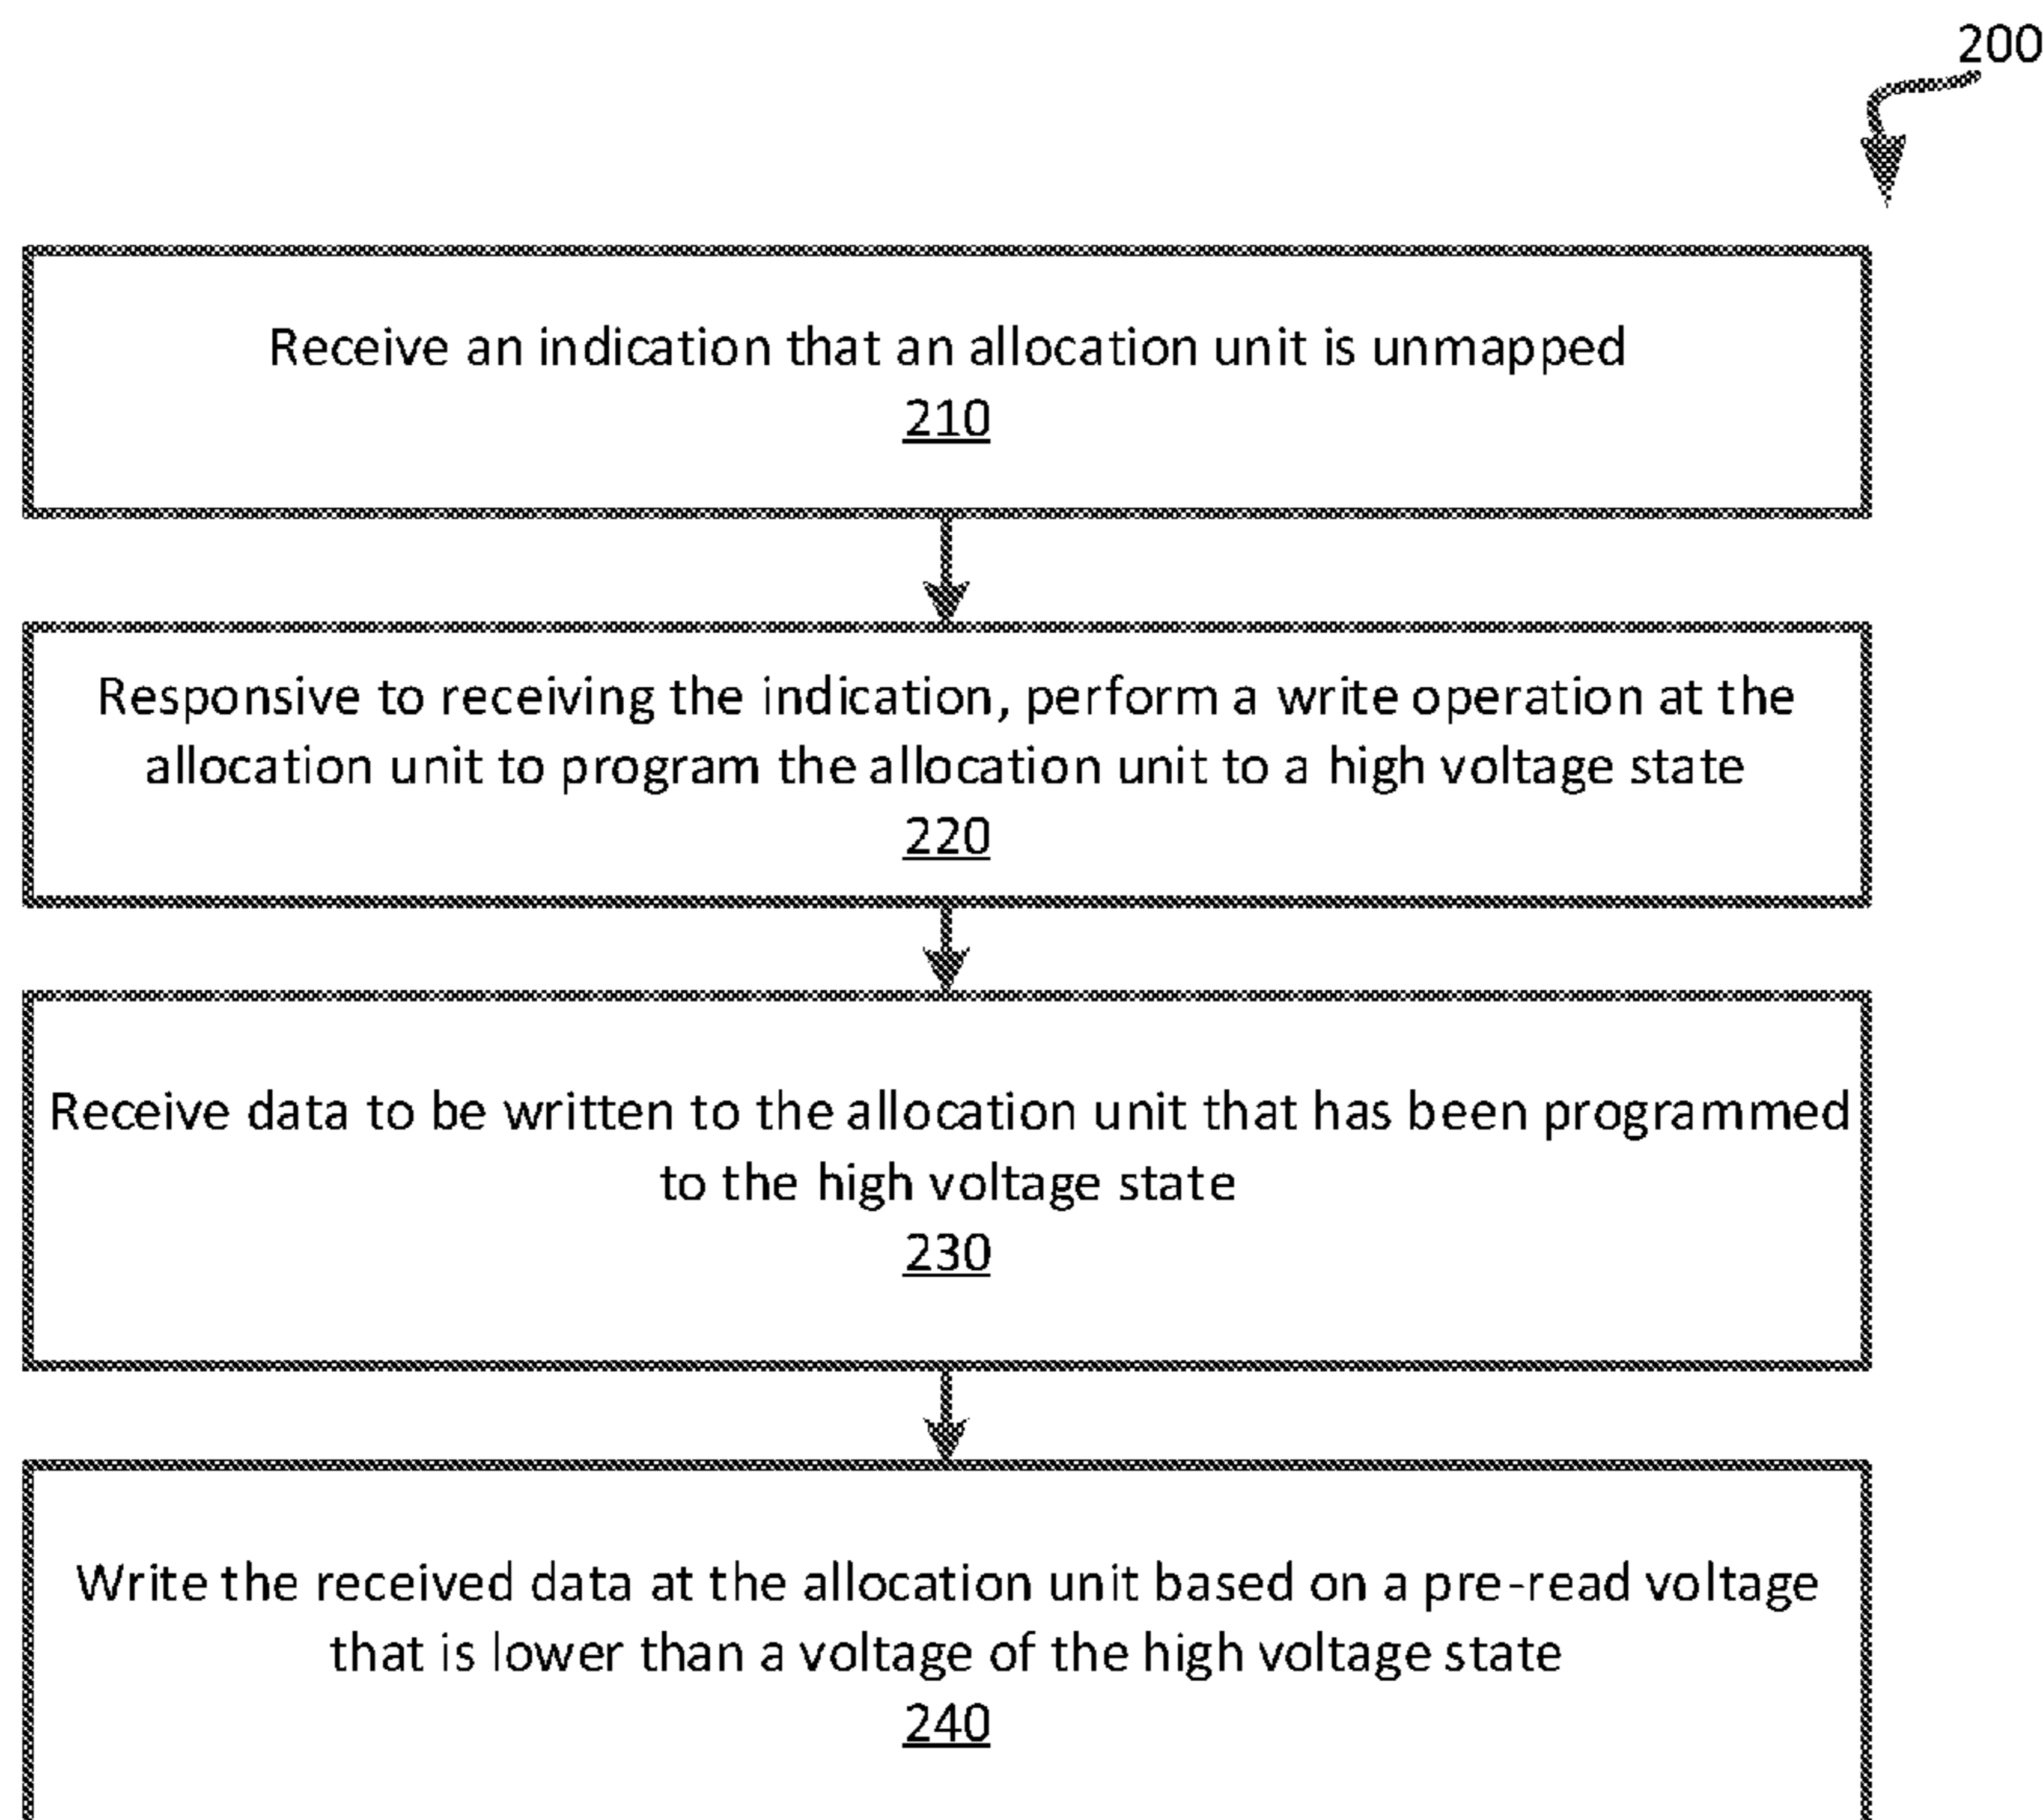 200
Receive an indication that an allocation unit is unmapped
210
Responsive to receiving the indication, perform a write operation at the
allocation unit to program the allocation unit to a high voltage state
220
Receive data to be written to the allocation unit that has been programmed
to the high voltage state
230
Write the received data at the allocation unit based on a pre-read voltage
that is lower than a voltage of the high voltage state
240